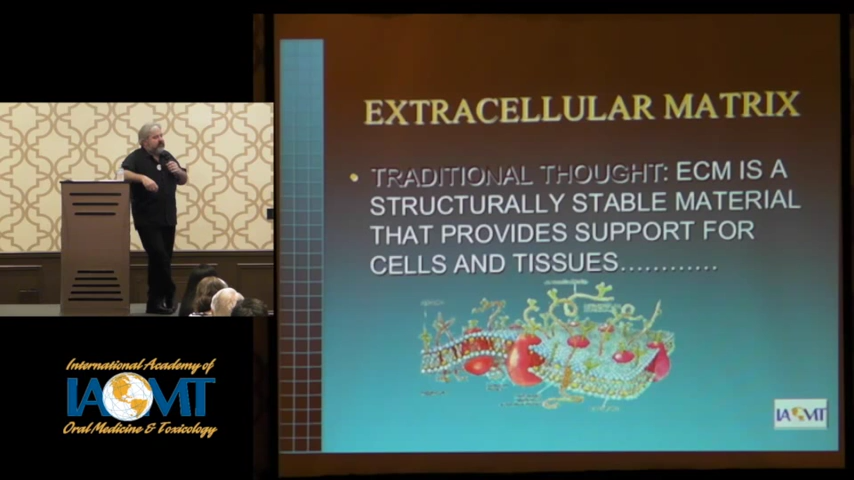 EXTRACELLULAR MATRIX
• TRADITIONAL THOUGHT: ECM IS A
STRUCTURALLY STABLE MATERIAL
THAT PROVIDES SUPPORT FOR
CELLS AND TISSUES............
IAOMT
International Academy of
IAOMT
Oral Medicine & Toxicology